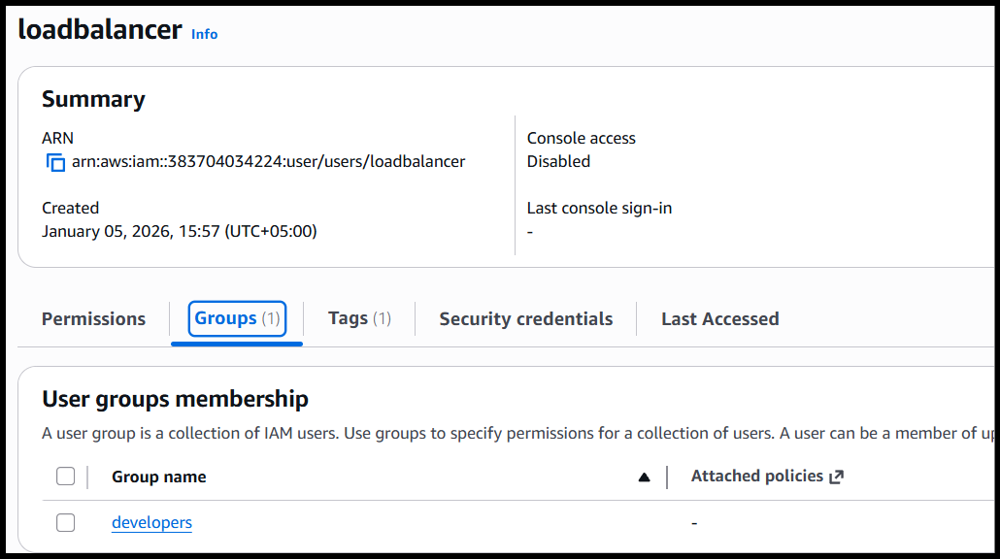 loadbalancer Info
Summary
ARN
arn:aws:iam::383704034224:user/users/loadbalancer
Console access
Disabled
Created
January 05, 2026, 15:57 (UTC+05:00)
Last console sign-in
-
Permissions Groups (1) Tags (1) Security credentials Last Accessed
User groups membership
A user group is a collection of IAM users. Use groups to specify permissions for a collection of users. A user can be a member of
Group name Attached policies
developers -